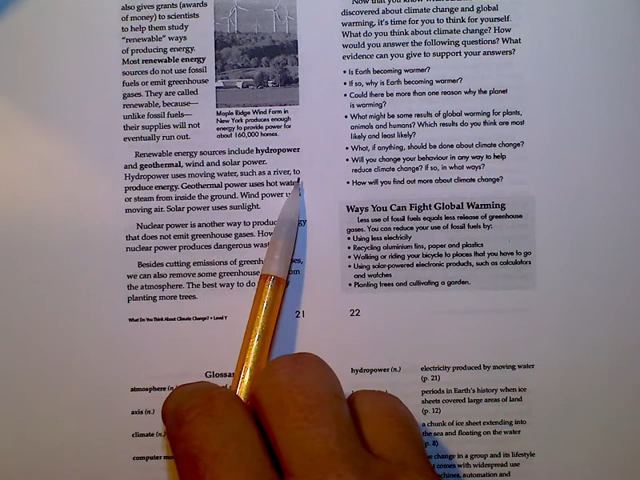 also gives grants (awards
of money) to scientists
to help them study
"renewable" ways
of producing energy.
Most renewable energy
sources do not use fossil
fuels or emit greenhouse
gases. They are called
renewable, because—
unlike fossil fuels—
their supplies will not
eventually run out.
Maple Ridge Wind Farm in
New York produces enough
energy to provide power for
about 160,000 homes.
Renewable energy sources include hydropower
and geothermal, wind and solar power.
Hydropower uses moving water, such as a river, to
produce energy. Geothermal power uses hot water
or steam from inside the ground. Wind power
moving air. Solar power uses sunlight.
Nuclear power is another way to
that does not emit greenhouse gases.
nuclear power produces dangerous
Besides cutting emissions of greenhouse
we can also remove some greenhouse
the atmosphere. The best way to do
planting more trees.
What Do You Think About Climate Change? • Level Y
21
discovered about climate change and global
warming, it's time for you to think for yourself.
What do you think about climate change? How
would you answer the following questions? What
evidence can you give to support your answers?
• Is Earth becoming warmer?
• If so, why is Earth becoming warmer?
• Could there be more than one reason why the planet
is warming?
• What might be some results of global warming for plants,
animals and humans? Which results do you think are most
likely and least likely?
• What, if anything, should be done about climate change?
• Will you change your behaviour in any way to help
reduce climate change? If so, in what ways?
• How will you find out more about climate change?
Ways You Can Fight Global Warming
Less use of fossil fuels equals less release of greenhouse
gases. You can reduce your use of fossil fuels by:
• Using less electricity
• Recycling aluminium tins, paper and plastics
• Walking or riding your bicycle to places that you have to go
• Using solar-powered electronic products, such as calculators
and watches
• Planting trees and cultivating a garden.
22
atmosphere
axis (n.)
climate (n.)
computer
hydropower (n.)
electricity produced by moving water
(p. 21)
periods in Earth's history when ice
sheets covered large areas of land
(p. 12)
a chunk of ice sheet extending into
the sea and floating on the water
(p. 8)
change in a group and its lifestyle
comes with widespread use
automation and